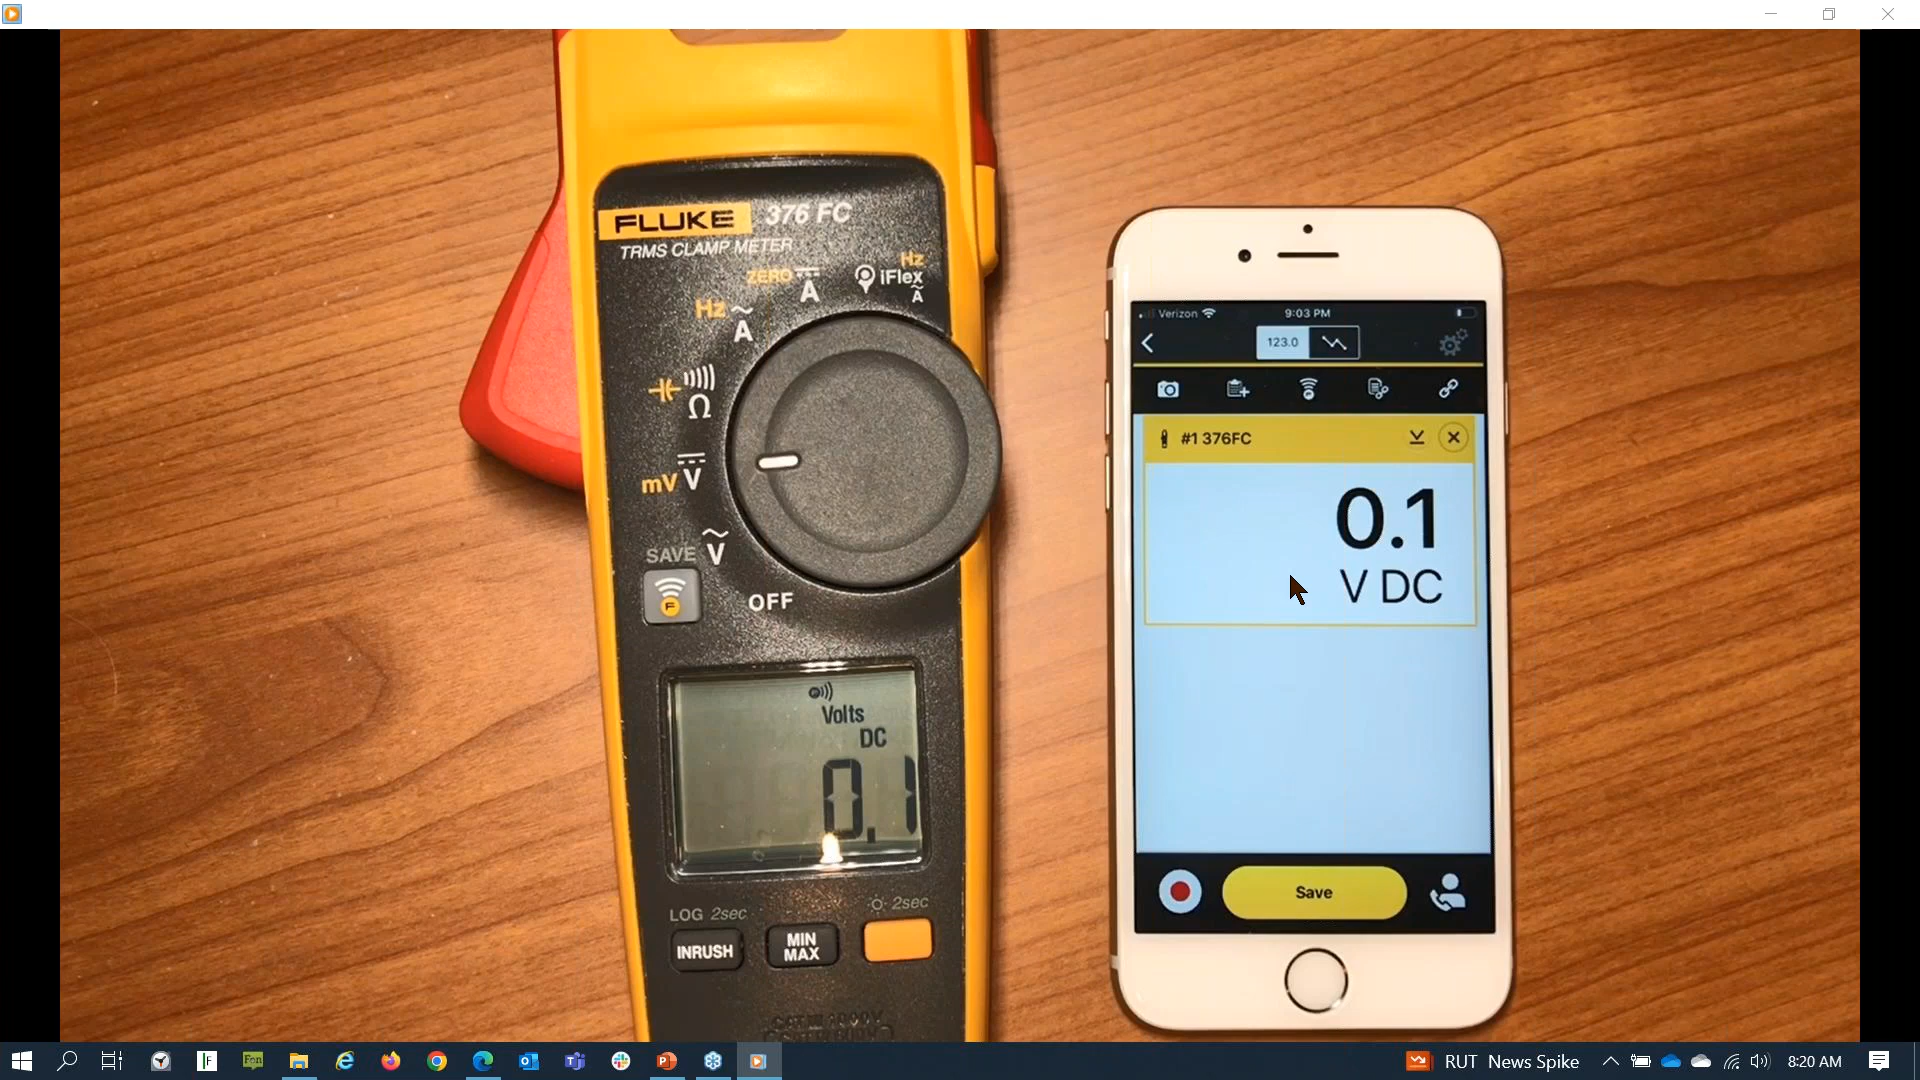 FLUKE 376 FC
TRMS CLAMP METER
ZERO A
Hz
iFlex
A
Hz A
Ω
mV V
SAVE V
F
OFF
Volts
DC
0.1
LOG 2sec
2sec
INRUSH
MIN
MAX
Verizon 9:03 PM
123.0
#1 376FC
0.1
V DC
Save
Fon
RUT News Spike
8:20 AM